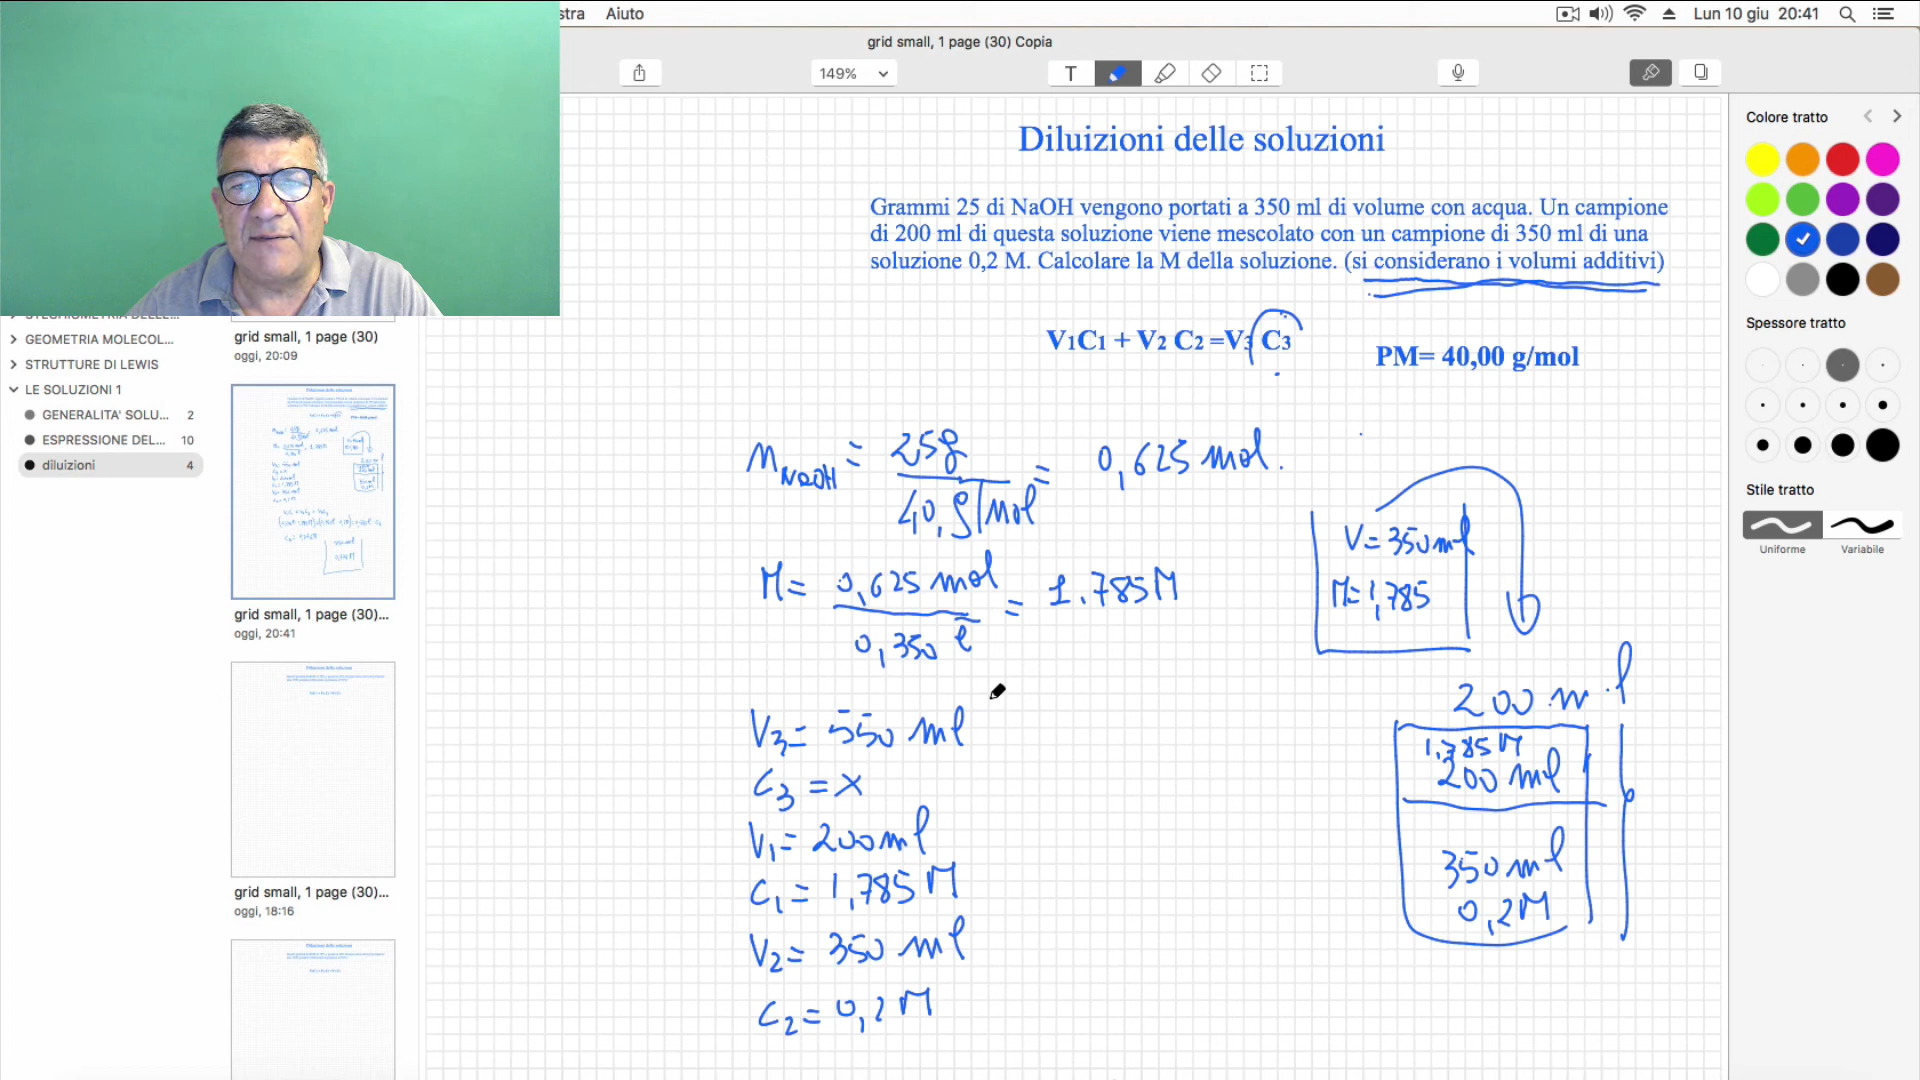 stra Aiuto Lun 10 giu 20:41
grid small, 1 page (30) Copia
149%
T
Colore tratto
Spessore tratto
Stile tratto
Uniforme Variabile
GEOMETRIA MOLECOL...
STRUTTURE DI LEWIS
LE SOLUZIONI 1
GENERALITA' SOLU... 2
ESPRESSIONE DEL... 10
diluizioni 4
grid small, 1 page (30)
oggi, 20:09
grid small, 1 page (30)...
oggi, 20:41
grid small, 1 page (30)...
oggi, 18:16
Diluizioni delle soluzioni
Grammi 25 di NaOH vengono portati a 350 ml di volume con acqua. Un campione
di 200 ml di questa soluzione viene mescolato con un campione di 350 ml di una
soluzione 0,2 M. Calcolare la M della soluzione. (si considerano i volumi additivi)
V1C1 + V2 C2 =V3 C3
PM= 40,00 g/mol
n NaOH = 25g / 40, g/mol = 0,625 mol.
M = 0,625 mol / 0,350 l = 1.785 M
V3 = 550 ml
C3 = x
V1 = 200 ml
C1 = 1,785 M
V2 = 350 ml
C2 = 0,2 M
V = 350 ml
M = 1,785
200 ml
1,785 M
200 ml
350 ml
0,2 M